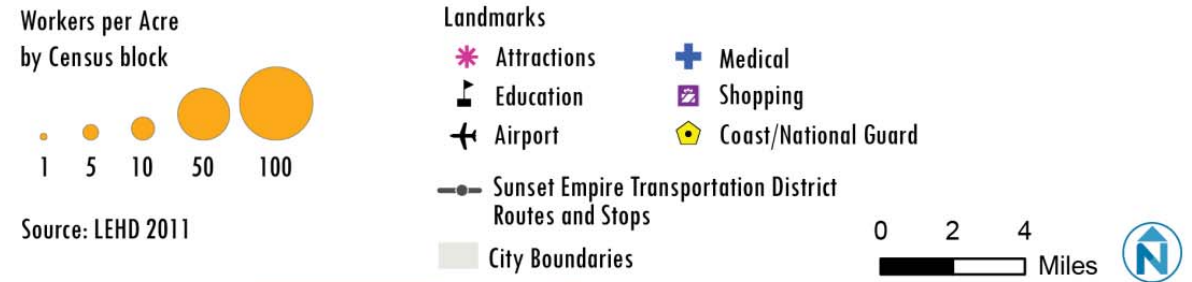 Workers per Acre
by Census block
1 5 10 50 100
Source: LEHD 2011
Landmarks
Attractions
Education
Airport
Medical
Shopping
Coast/National Guard
Sunset Empire Transportation District
Routes and Stops
City Boundaries
0 2 4
Miles
N